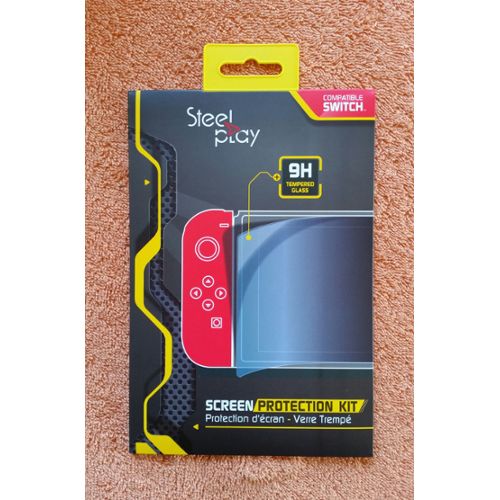 COMPATIBLE
SWITCH
Steel
play
9H
TEMPERED
GLASS
SCREEN PROTECTION KIT
Protection d'écran - Verre Trempé